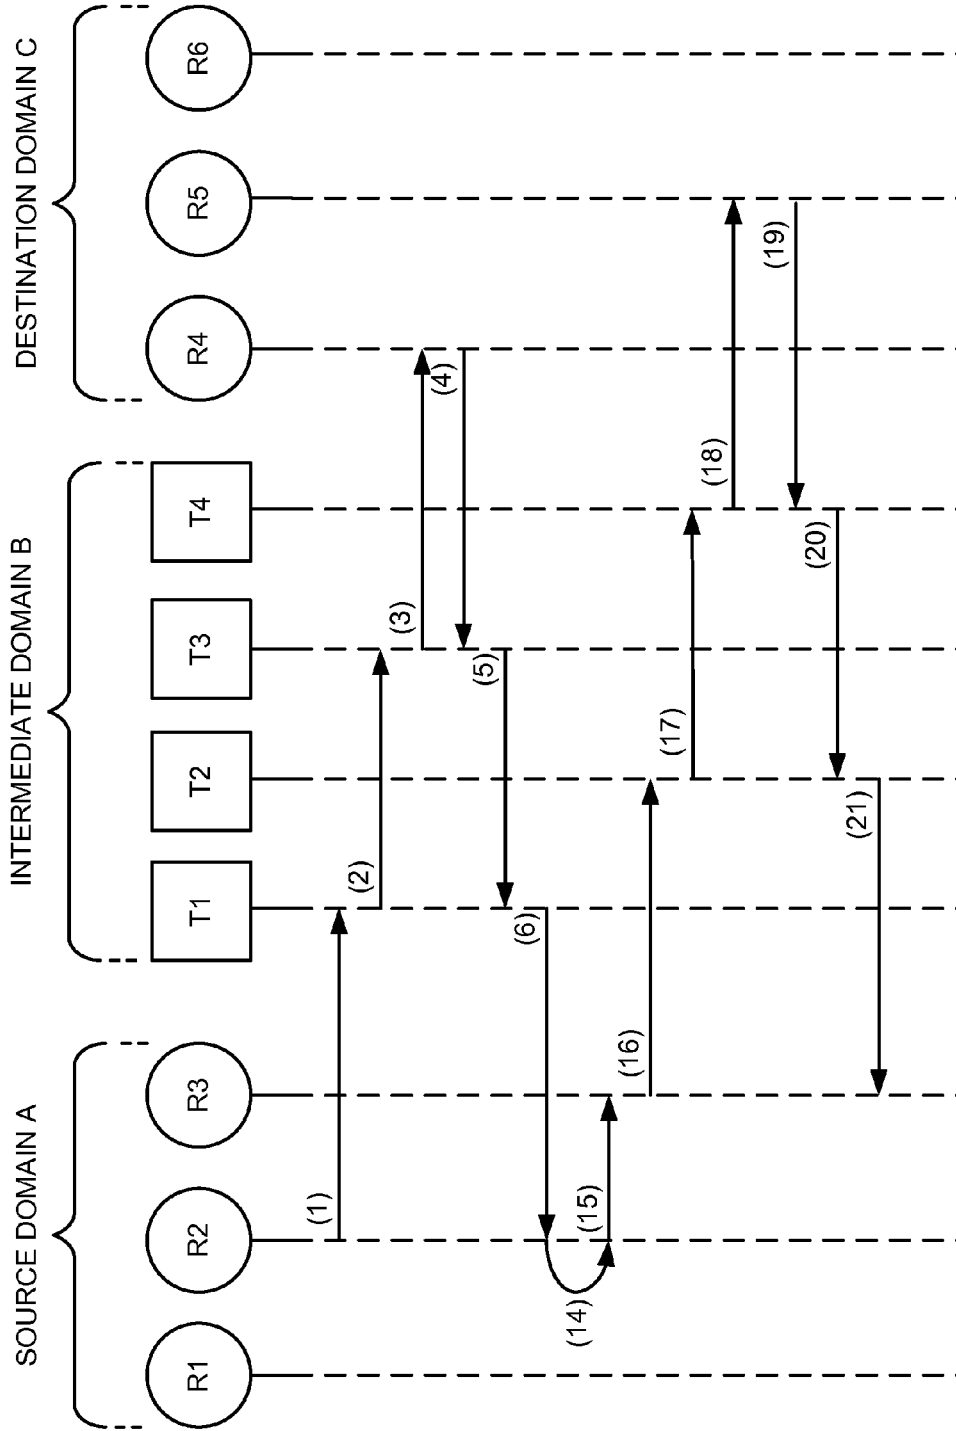 SOURCE DOMAIN A
INTERMEDIATE DOMAIN B
DESTINATION DOMAIN C
R1
R2
R3
T1
T2
T3
T4
R4
R5
R6
(1)
(2)
(3)
(4)
(5)
(6)
(14)
(15)
(16)
(17)
(18)
(19)
(20)
(21)